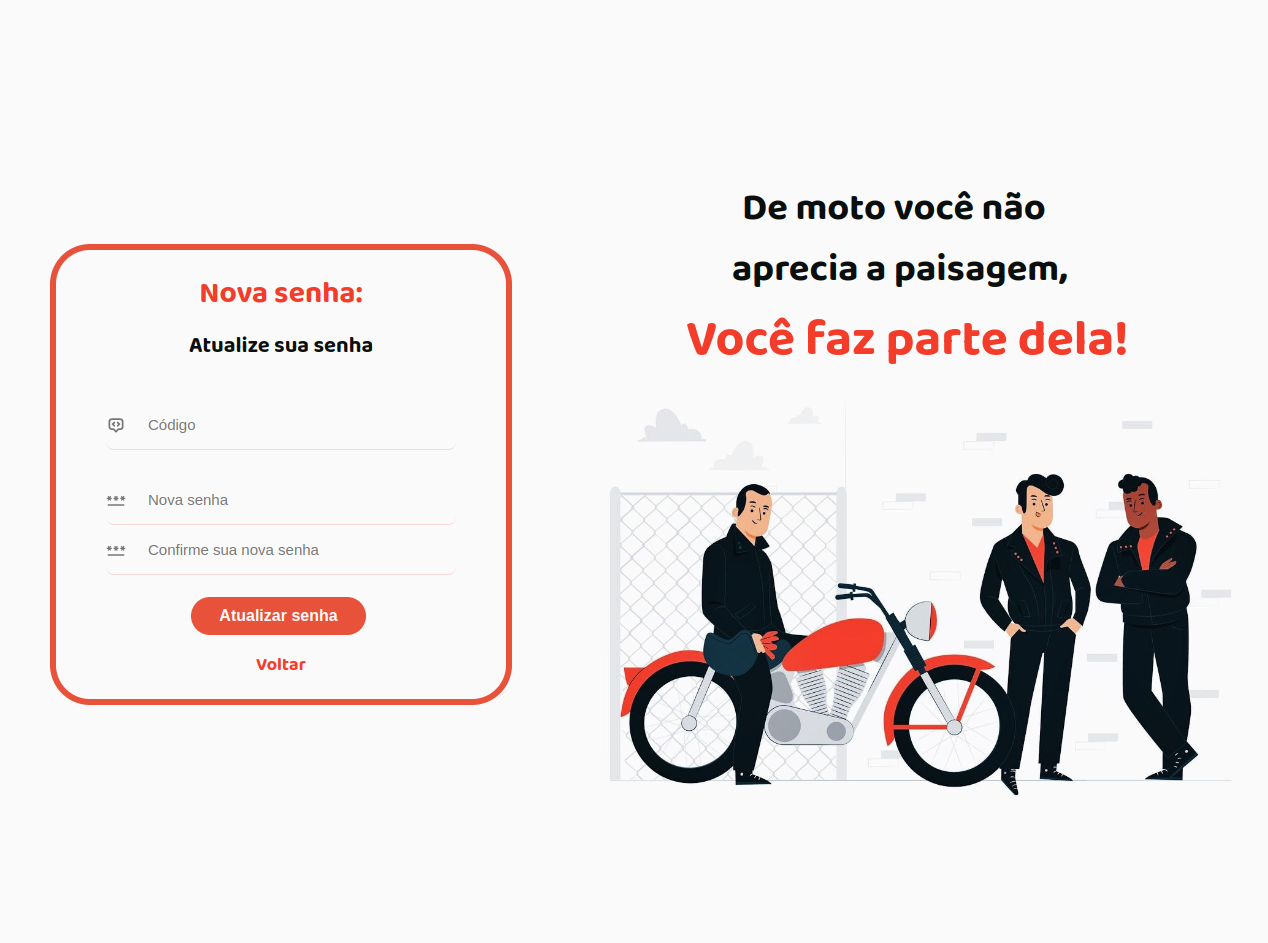 Nova senha:
Atualize sua senha
Código
Nova senha
Confirme sua nova senha
Atualizar senha
Voltar
De moto você não
aprecia a paisagem,
Você faz parte dela!